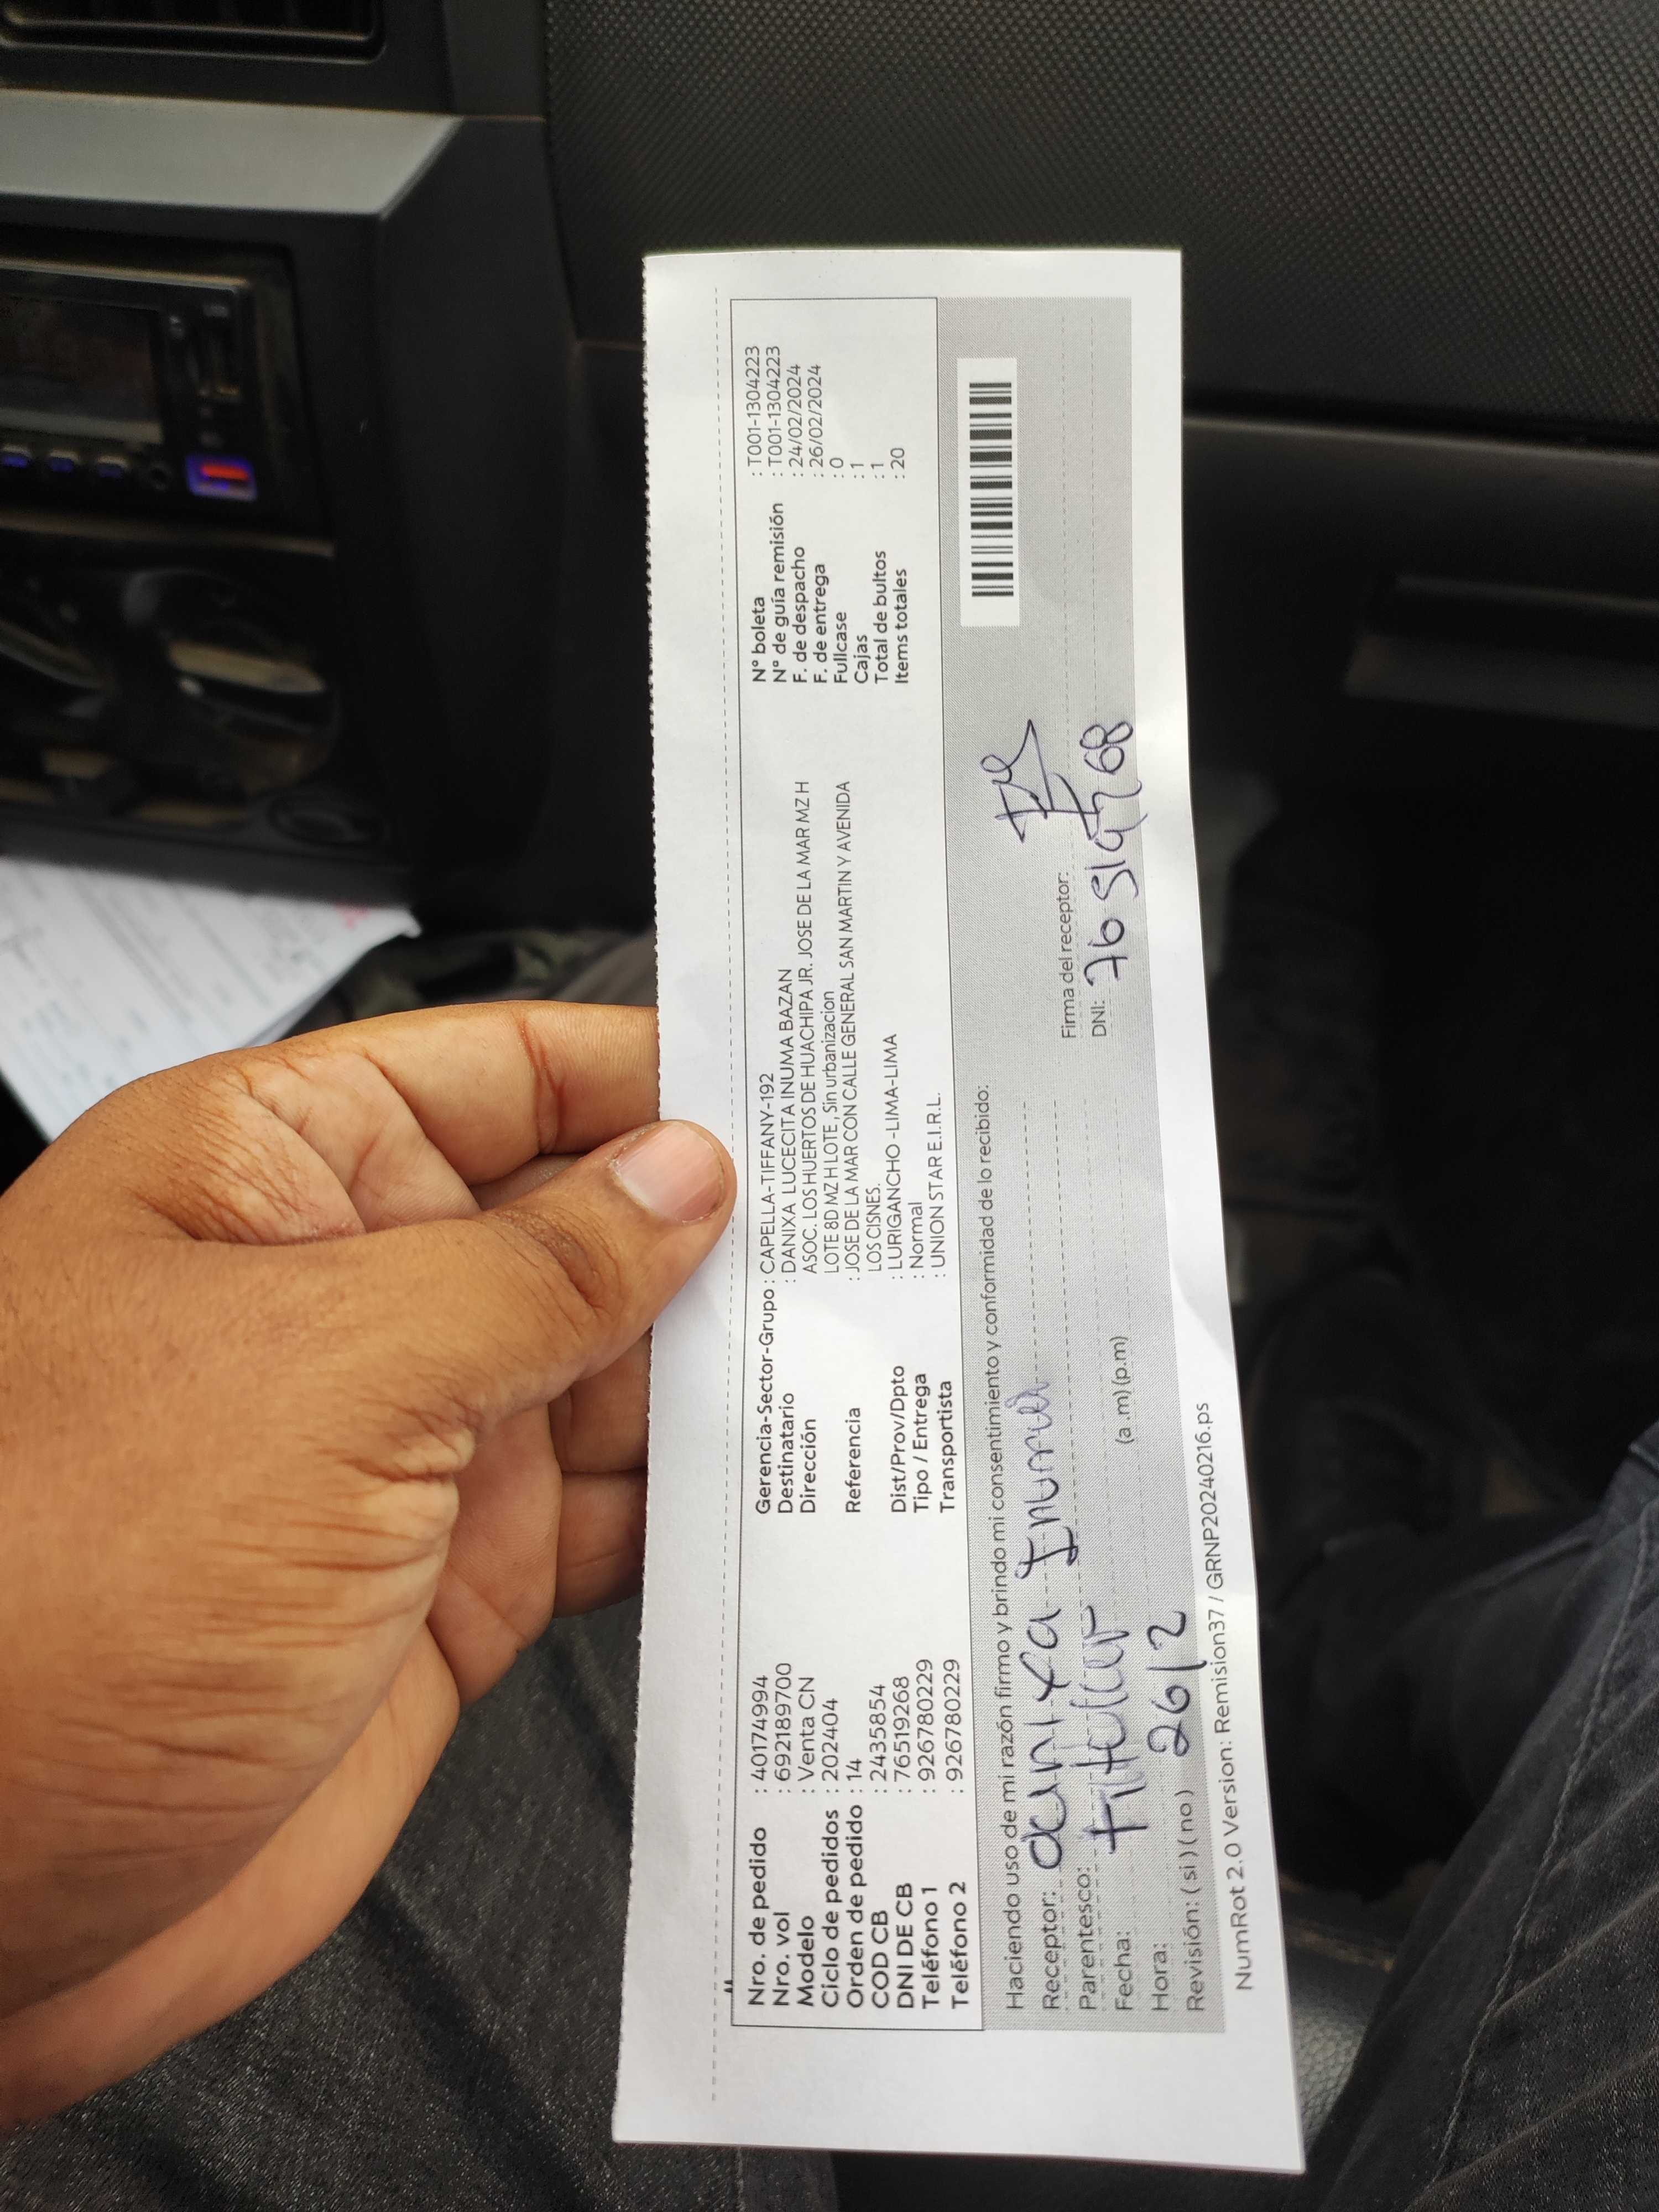 Nro. de pedido : 40174994
Nro. vol : 692189700
Modelo : Venta CN
Ciclo de pedidos : 202404
Orden de pedido : 14
COD CB : 2435854
DNI DE CB : 76519268
Teléfono 1 : 926780229
Teléfono 2 : 926780229
Gerencia-Sector-Grupo : CAPELLA-TIFFANY-192
Destinatario : DANIXA LUCECITA INUMA BAZAN
Dirección ASOC. LOS HUERTOS DE HUACHIPA JR. JOSE DE LA MAR MZ H
LOTE 8D MZ H LOTE , Sin urbanizacion
Referencia : JOSE DE LA MAR CON CALLE GENERAL SAN MARTIN Y AVENIDA
LOS CISNES.
Dist/Prov/Dpto : LURIGANCHO -LIMA-LIMA
Tipo / Entrega : Normal
Transportista : UNION STAR E.I.R.L.
N° boleta : T001-1304223
N° de guía remisión : T001-1304223
F. de despacho : 24/02/2024
F. de entrega : 26/02/2024
Fullcase : 0
Cajas : 1
Total de bultos : 1
Items totales : 20
Haciendo uso de mi razón firmo y brindo mi consentimiento y conformidad de lo recibido:
Receptor: danixa Inuma
Parentesco: titular
Fecha: 26/2
Hora: (a .m) (p.m)
Revisión: ( si ) ( no )
Firma del receptor:
DNI: 76519268
NumRot 2.0 Version: Remision37 / GRNP20240216.ps